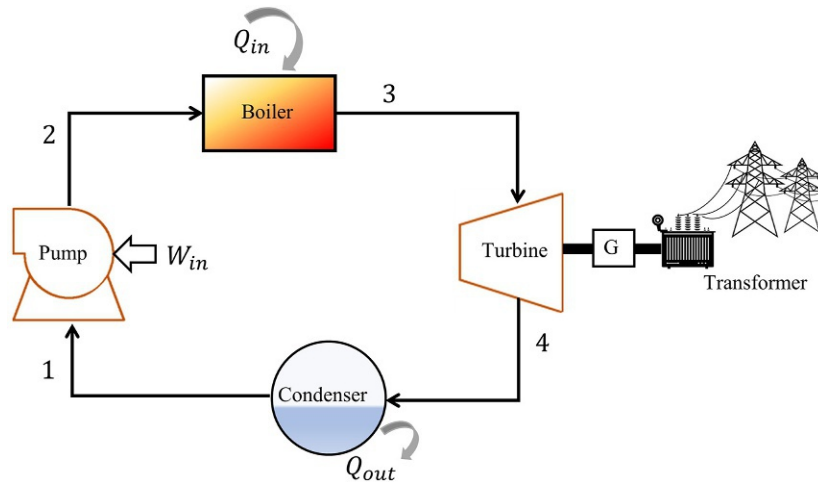 Q_in
Boiler
3
2
Pump
W_in
Turbine
G
Transformer
4
1
Condenser
Q_out